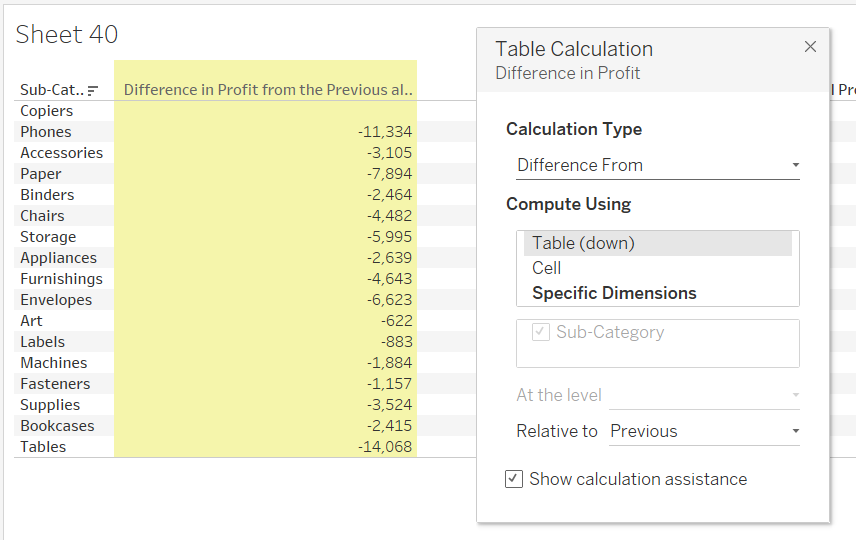 Sheet 40
Sub-Cat.. Difference in Profit from the Previous al..
Copiers
Phones -11,334
Accessories -3,105
Paper -7,894
Binders -2,464
Chairs -4,482
Storage -5,995
Appliances -2,639
Furnishings -4,643
Envelopes -6,623
Art -622
Labels -883
Machines -1,884
Fasteners -1,157
Supplies -3,524
Bookcases -2,415
Tables -14,068
Table Calculation
Difference in Profit
Calculation Type
Difference From
Compute Using
Table (down)
Cell
Specific Dimensions
Sub-Category
At the level
Relative to Previous
Show calculation assistance